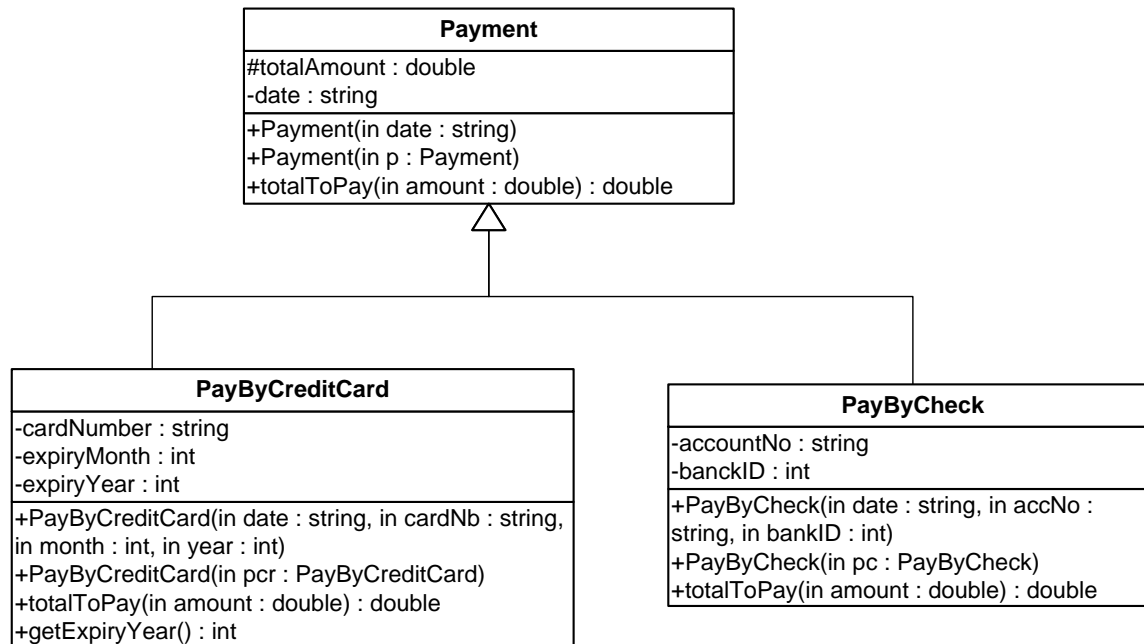 Payment
#totalAmount : double
-date : string
+Payment(in date : string)
+Payment(in p : Payment)
+totalToPay(in amount : double) : double
PayByCreditCard
-cardNumber : string
-expiryMonth : int
-expiryYear : int
+PayByCreditCard(in date : string, in cardNb : string,
in month : int, in year : int)
+PayByCreditCard(in pcr : PayByCreditCard)
+totalToPay(in amount : double) : double
+getExpiryYear() : int
PayByCheck
-accountNo : string
-banckID : int
+PayByCheck(in date : string, in accNo :
string, in bankID : int)
+PayByCheck(in pc : PayByCheck)
+totalToPay(in amount : double) : double